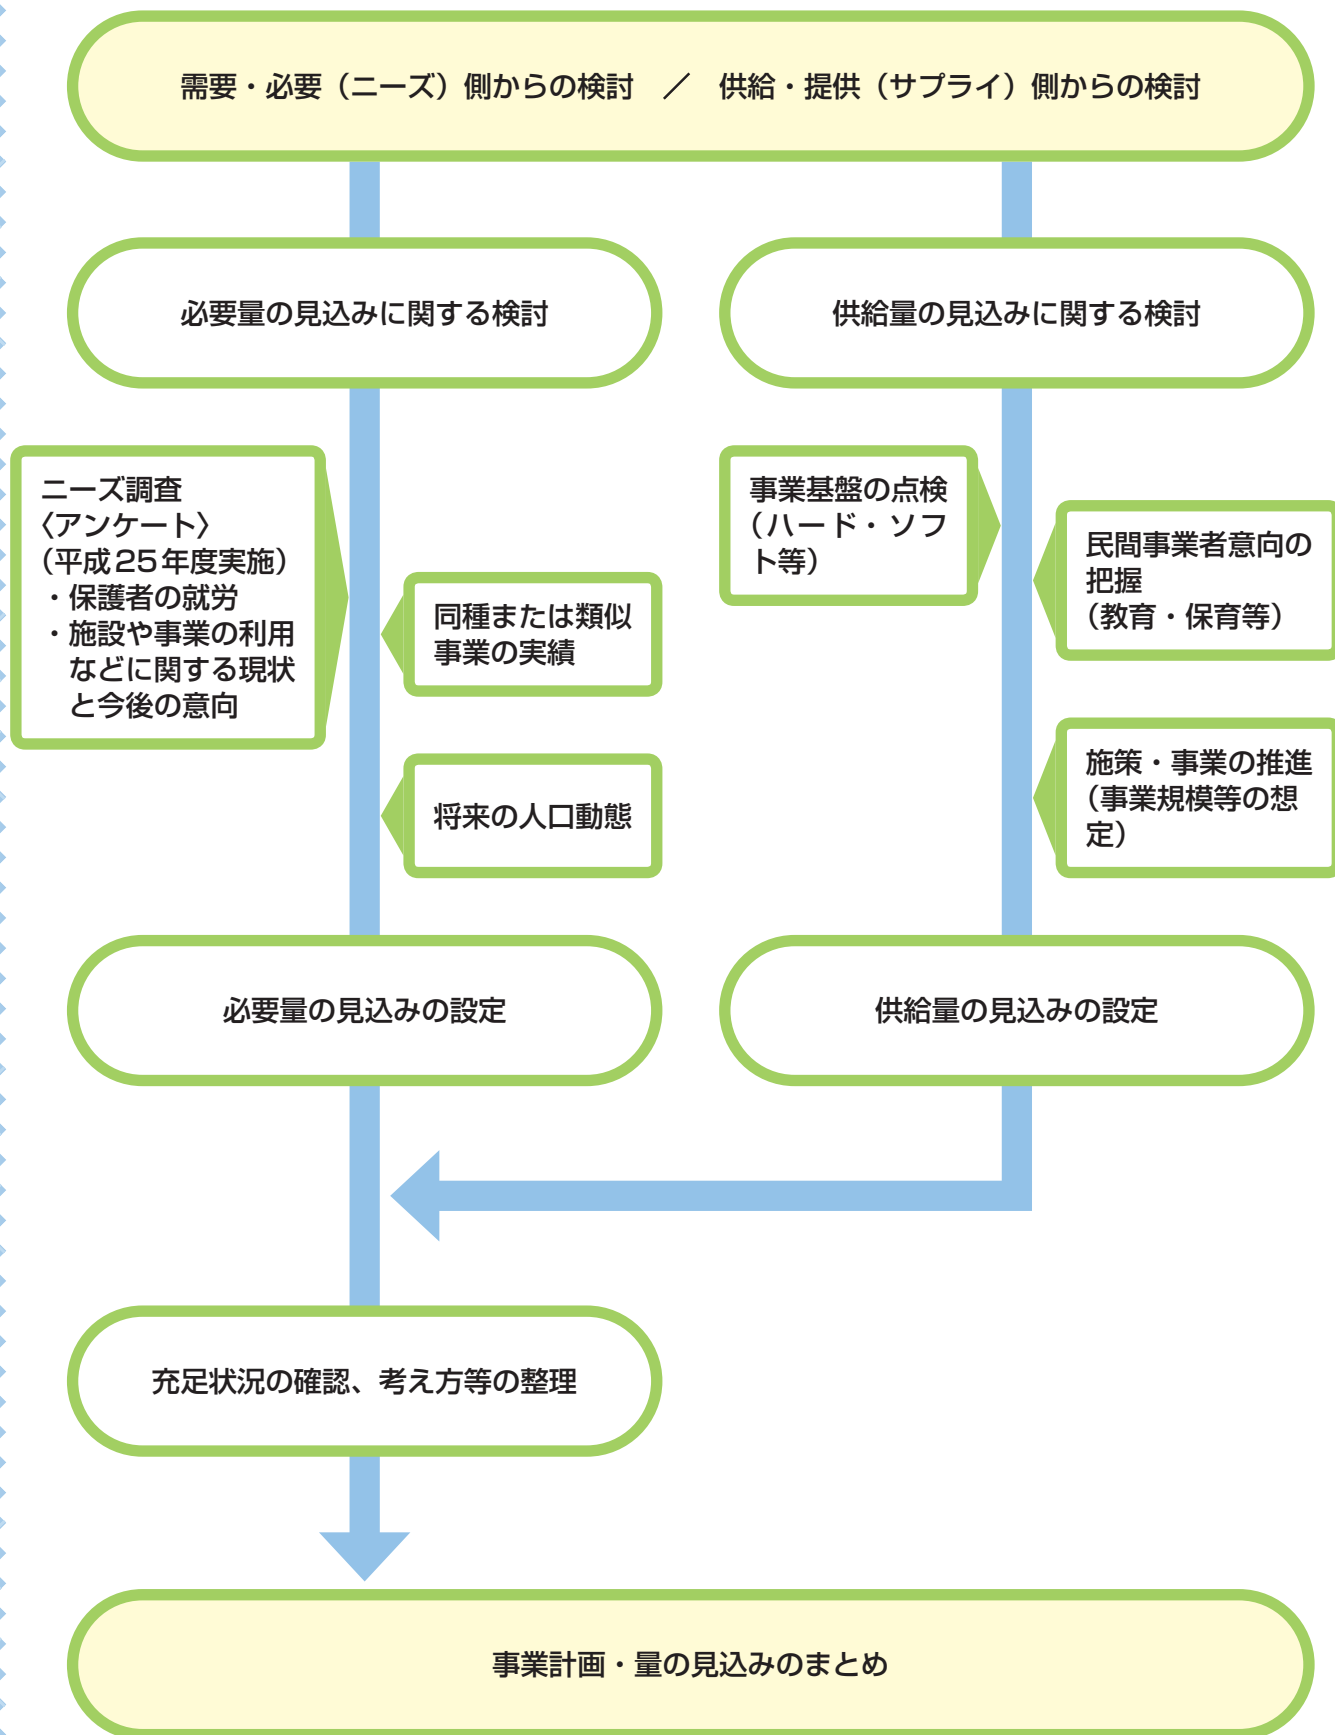 需要・必要（ニーズ）側からの検討　／　供給・提供（サプライ）側からの検討
必要量の見込みに関する検討
供給量の見込みに関する検討
ニーズ調査
〈アンケート〉
（平成25年度実施）
・保護者の就労
・施設や事業の利用
などに関する現状
と今後の意向
同種または類似
事業の実績
将来の人口動態
事業基盤の点検
（ハード・ソフ
ト等）
民間事業者意向の
把握
（教育・保育等）
施策・事業の推進
（事業規模等の想
定）
必要量の見込みの設定
供給量の見込みの設定
充足状況の確認、考え方等の整理
事業計画・量の見込みのまとめ